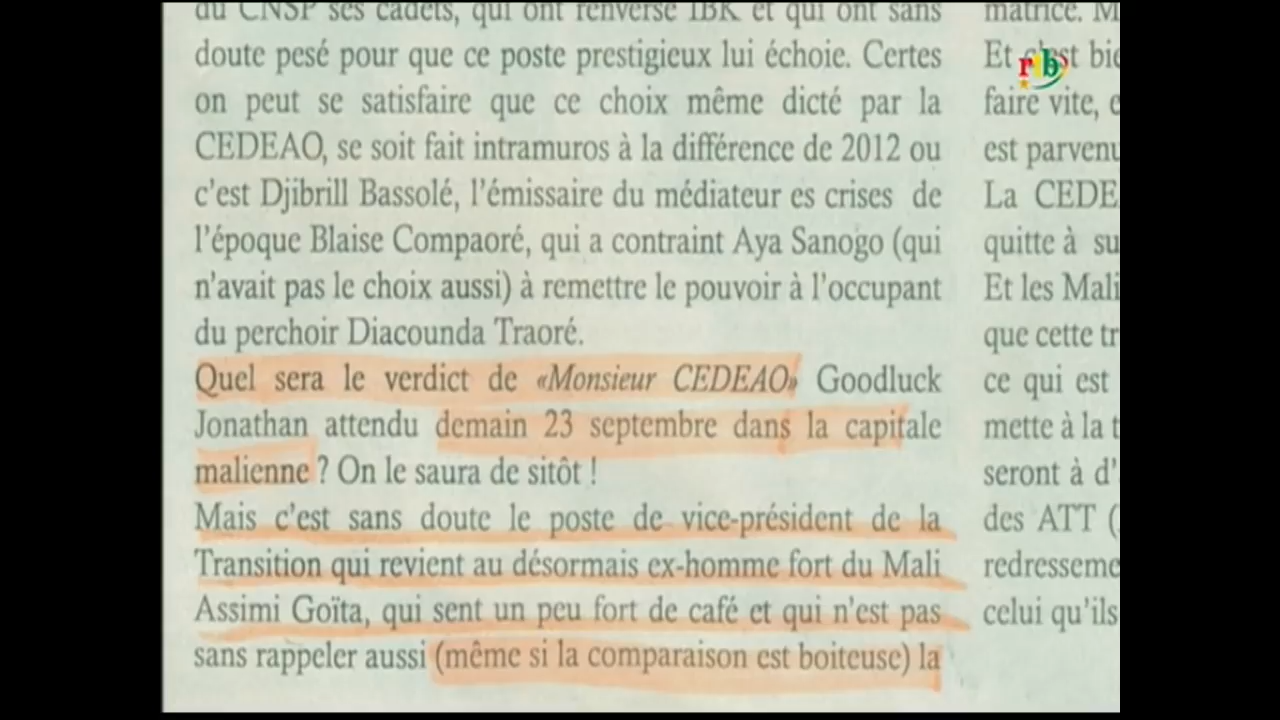 du CNSP ses cadets, qui ont renversé IBK et qui ont sans
doute pesé pour que ce poste prestigieux lui échoie. Certes
on peut se satisfaire que ce choix même dicté par la
CEDEAO, se soit fait intramuros à la différence de 2012 ou
c'est Djibrill Bassolé, l'émissaire du médiateur es crises de
l'époque Blaise Compaoré, qui a contraint Aya Sanogo (qui
n'avait pas le choix aussi) à remettre le pouvoir à l'occupant
du perchoir Diacounda Traoré.
Quel sera le verdict de «Monsieur CEDEAO» Goodluck
Jonathan attendu demain 23 septembre dans la capitale
malienne ? On le saura de sitôt !
Mais c'est sans doute le poste de vice-président de la
Transition qui revient au désormais ex-homme fort du Mali
Assimi Goïta, qui sent un peu fort de café et qui n'est pas
sans rappeler aussi (même si la comparaison est boiteuse) la
matrice. M
Et c'est bie
faire vite, e
est parvenu
La CEDE
quitte à su
Et les Mali
que cette tr
ce qui est
mette à la t
seront à d'
des ATT (
redresseme
celui qu'ils
rtb